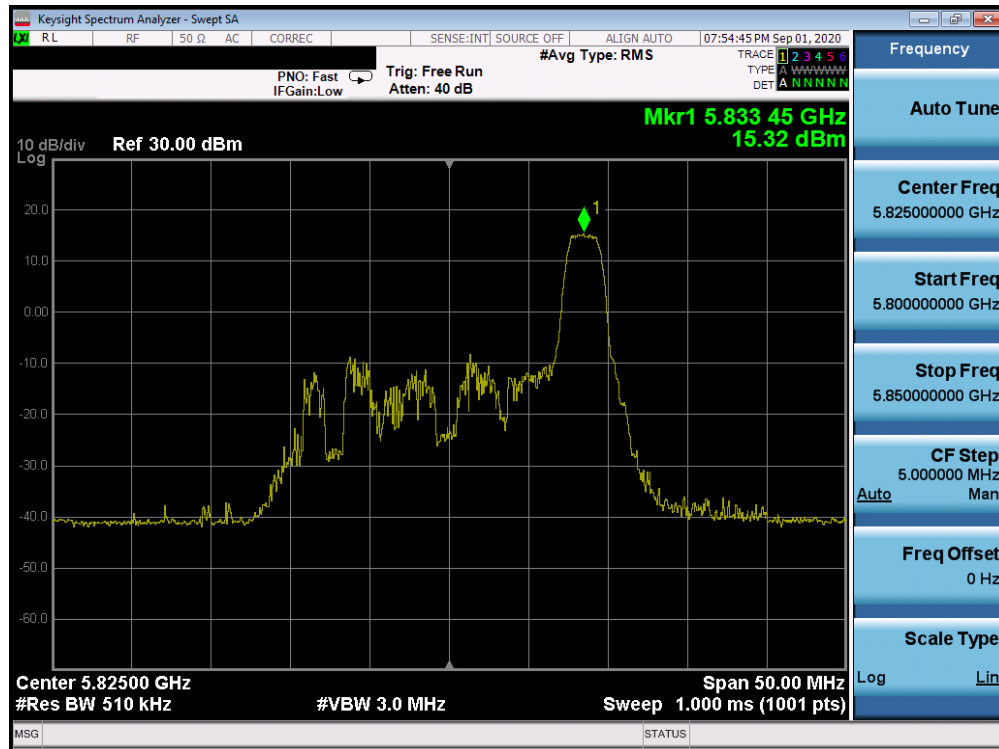 Keysight Spectrum Analyzer - Swept SA
LXI RL RF 50 Ω AC CORREC SENSE:INT SOURCE OFF ALIGN AUTO 07:54:45 PM Sep 01, 2020
#Avg Type: RMS
TRACE 1 2 3 4 5 6
TYPE A WWWWW
DET A N N N N N
PNO: Fast
IFGain:Low
Trig: Free Run
Atten: 40 dB
Mkr1 5.833 45 GHz
15.32 dBm
10 dB/div
Log
Ref 30.00 dBm
1
20.0
10.0
0.00
-10.0
-20.0
-30.0
-40.0
-50.0
-60.0
Center 5.82500 GHz
Span 50.00 MHz
#Res BW 510 kHz
#VBW 3.0 MHz
Sweep 1.000 ms (1001 pts)
MSG
STATUS
Frequency
Auto Tune
Center Freq
5.825000000 GHz
Start Freq
5.800000000 GHz
Stop Freq
5.850000000 GHz
CF Step
5.000000 MHz
Auto Man
Freq Offset
0 Hz
Scale Type
Log Lin